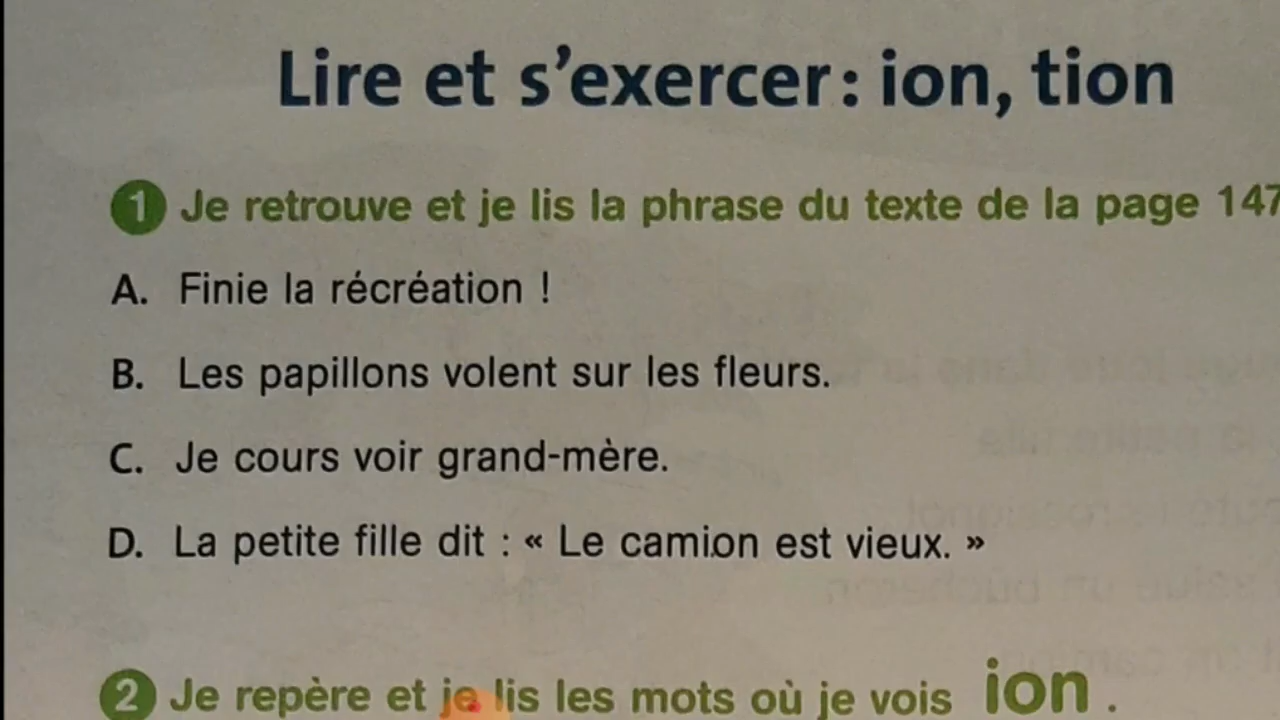 Lire et s'exercer : ion, tion
1 Je retrouve et je lis la phrase du texte de la page 147
A. Finie la récréation !
B. Les papillons volent sur les fleurs.
C. Je cours voir grand-mère.
D. La petite fille dit : « Le camion est vieux. »
2 Je repère et je lis les mots où je vois ion .